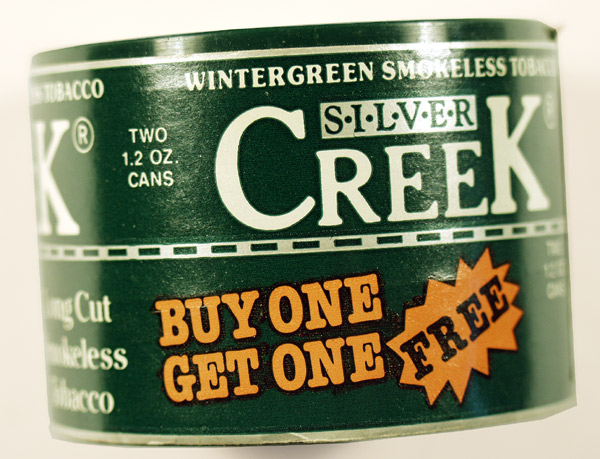 TOBACCO
WINTERGREEN SMOKELESS TOBACCO
K®
TWO
1.2 OZ.
CANS
S·I·L·V·E·R
CREEK
Long Cut
Smokeless
Tobacco
BUY ONE
GET ONE
FREE